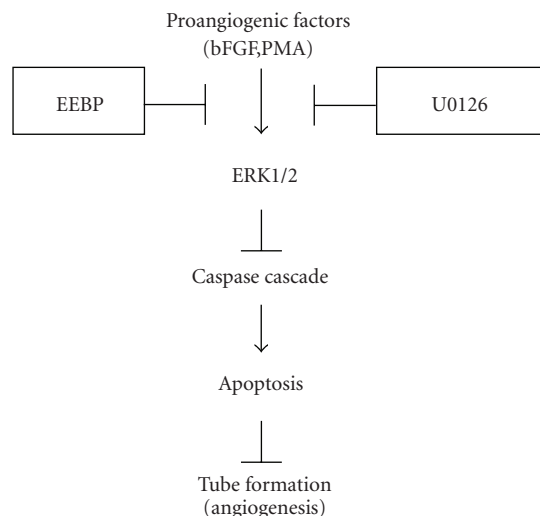 Proangiogenic factors
(bFGF,PMA)
EEBP
U0126
ERK1/2
Caspase cascade
Apoptosis
Tube formation
(angiogenesis)